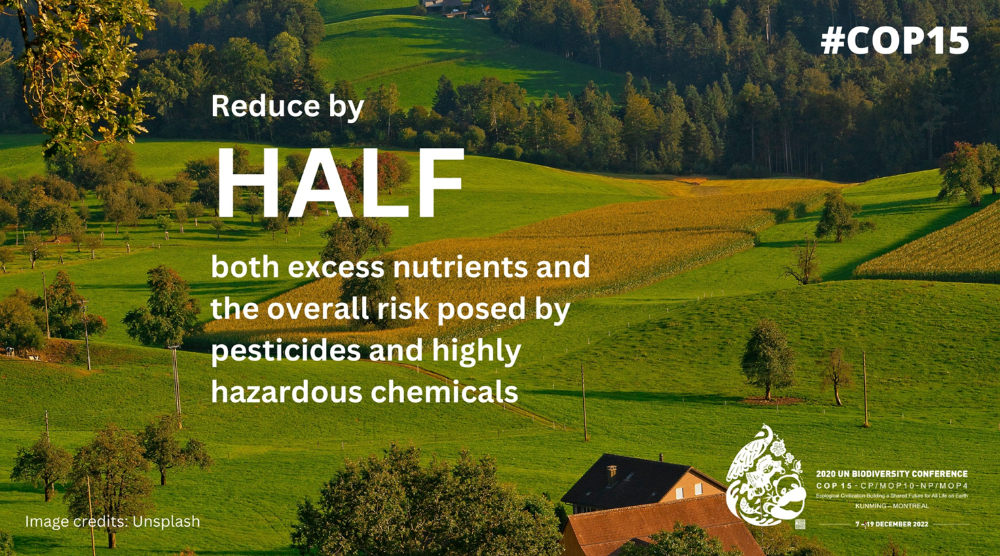 #COP15
Reduce by
HALF
both excess nutrients and
the overall risk posed by
pesticides and highly
hazardous chemicals
2020 UN BIODIVERSITY CONFERENCE
COP 15 - CP/MOP10-NP/MOP4
Ecological Civilization-Building a Shared Future for All Life on Earth
KUNMING – MONTREAL
7 – 19 DECEMBER 2022
Image credits: Unsplash